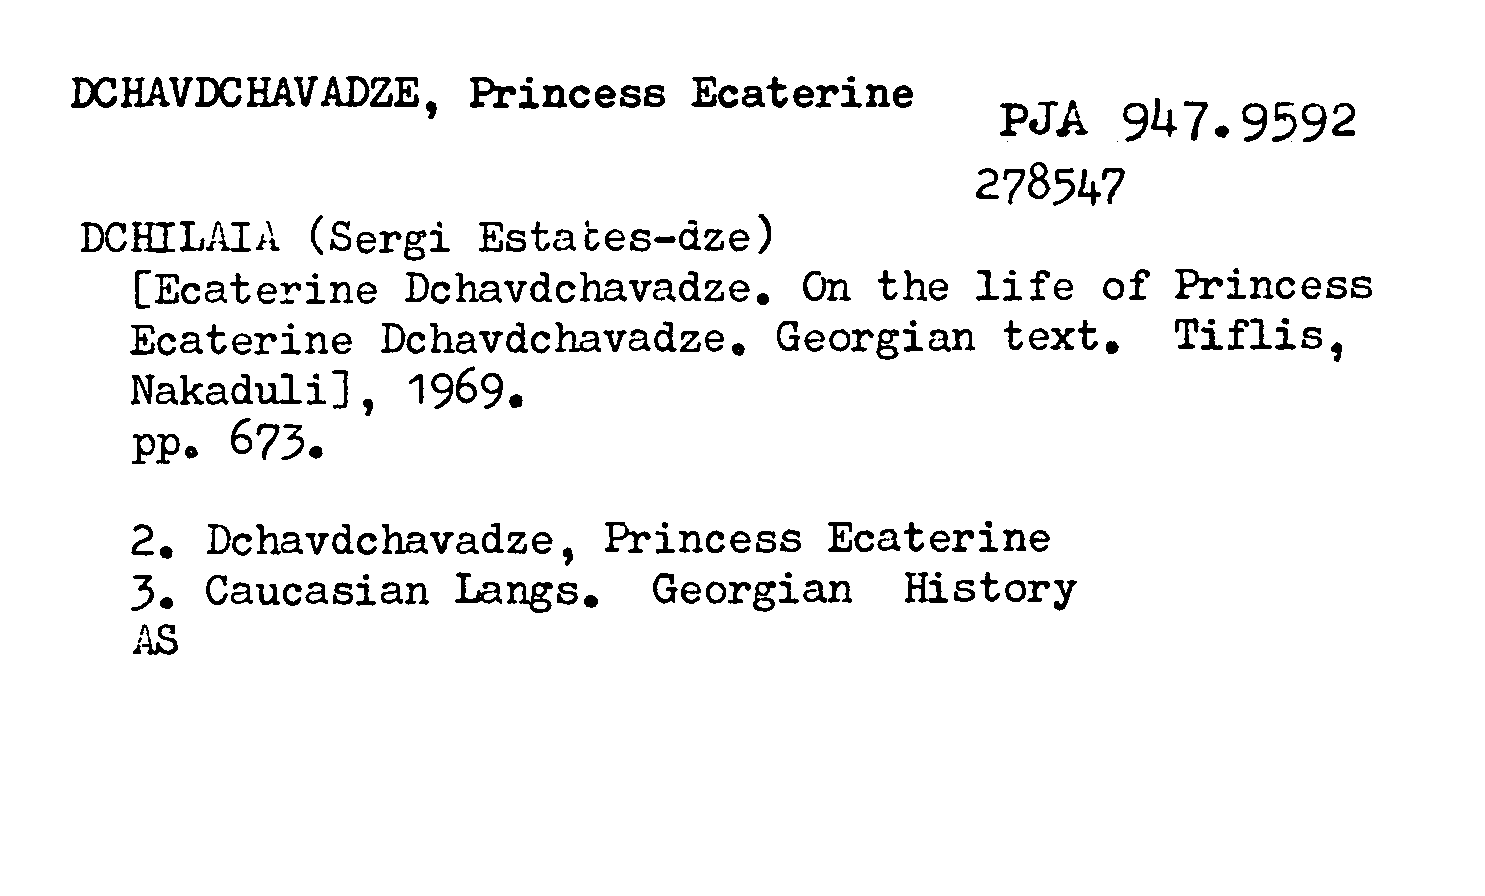 DCHAVDCHAVADZE, Princess Ecaterine
PJA 947.9592
278547
DCHILAIA (Sergi Estates-dze)
[Ecaterine Dchavdchavadze. On the life of Princess
Ecaterine Dchavdchavadze. Georgian text. Tiflis,
Nakaduli], 1969.
pp. 673.
2. Dchavdchavadze, Princess Ecaterine
3. Caucasian Langs. Georgian History
AS